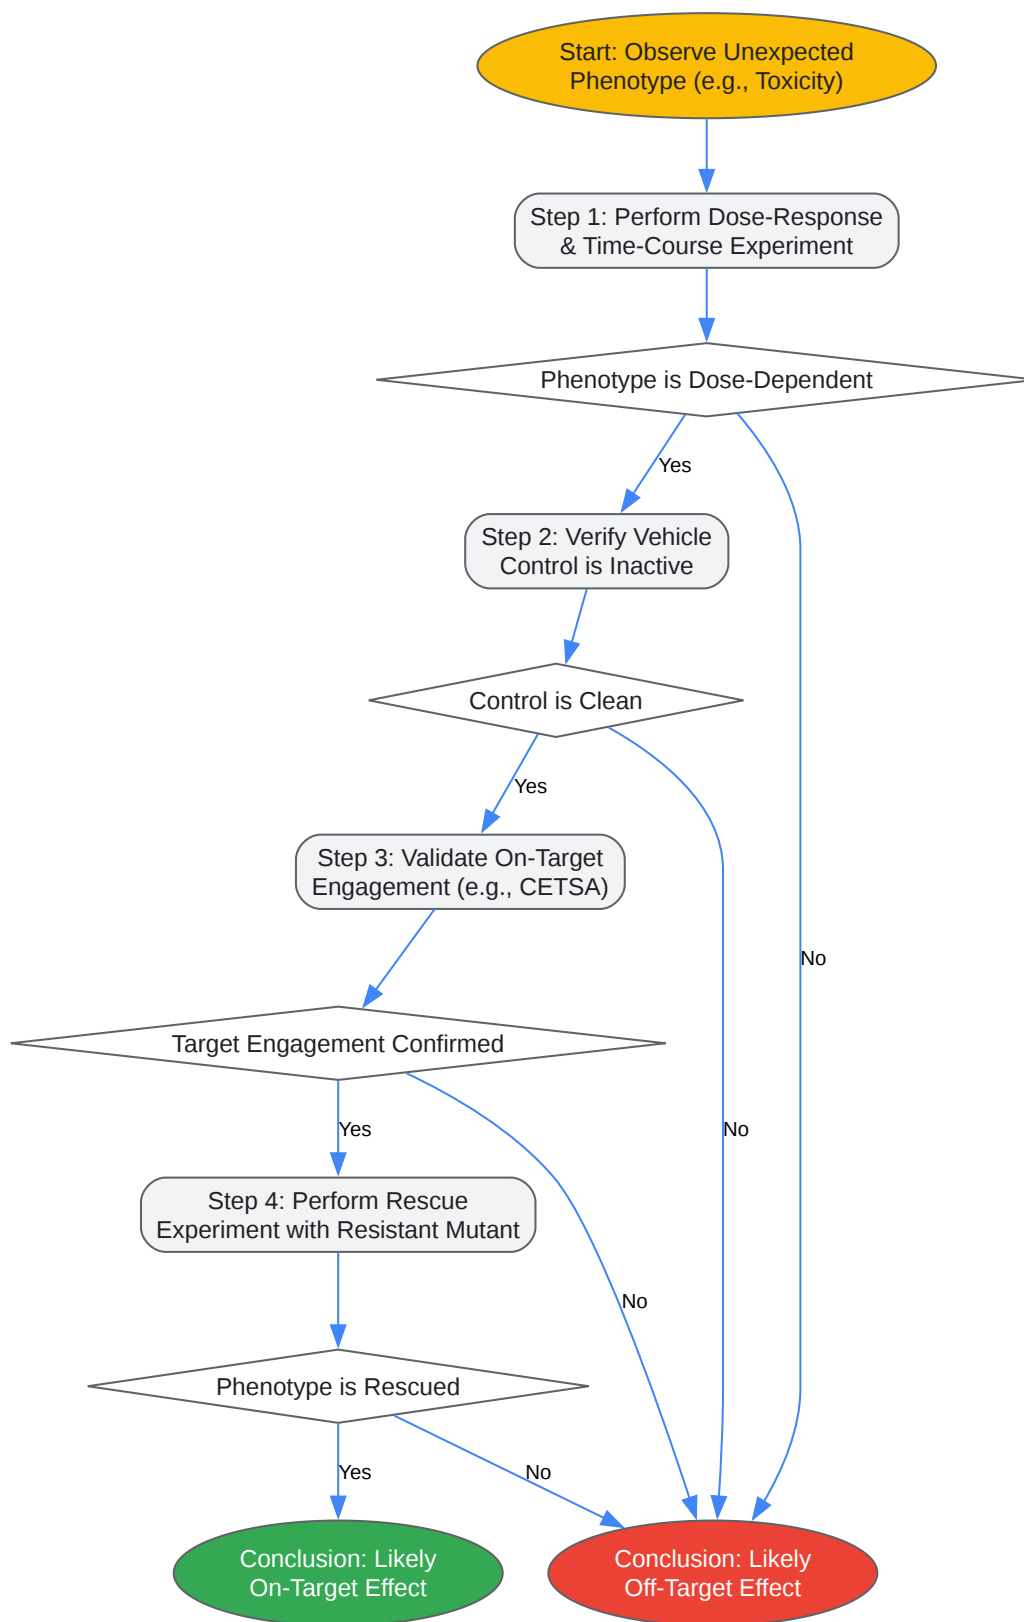 Start: Observe Unexpected
Phenotype (e.g., Toxicity)
Step 1: Perform Dose-Response
& Time-Course Experiment
Phenotype is Dose-Dependent
Yes
Step 2: Verify Vehicle
Control is Inactive
Control is Clean
Yes
Step 3: Validate On-Target
Engagement (e.g., CETSA)
No
Target Engagement Confirmed
Yes
No
Step 4: Perform Rescue
Experiment with Resistant Mutant
No
Phenotype is Rescued
Yes
No
Conclusion: Likely
On-Target Effect
Conclusion: Likely
Off-Target Effect